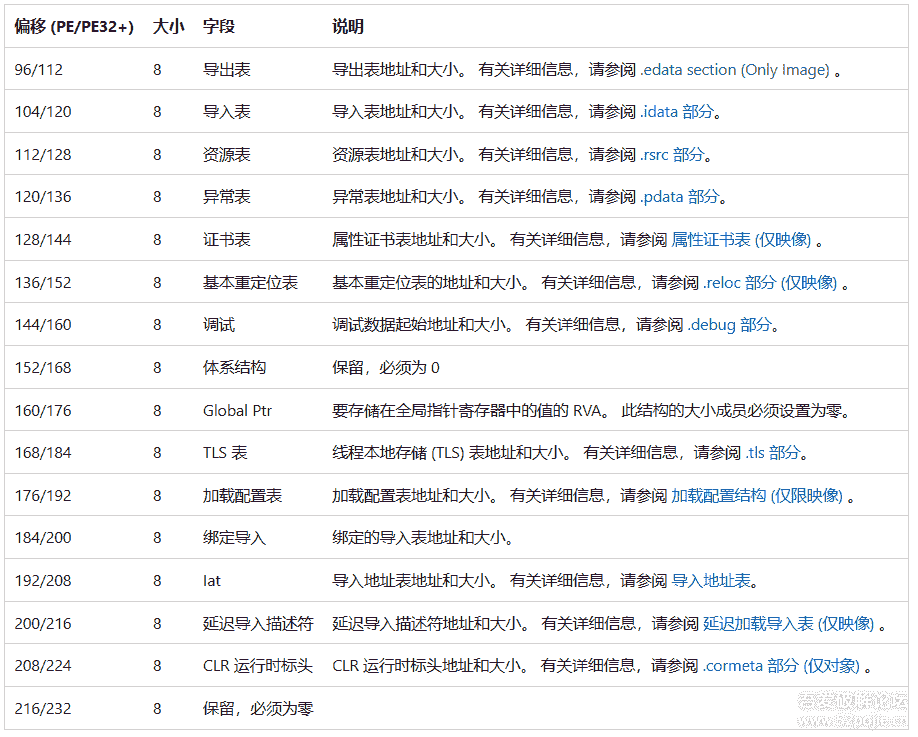 偏移 (PE/PE32+) 大小 字段 说明
96/112 8 导出表 导出表地址和大小。 有关详细信息，请参阅 .edata section (Only Image) 。
104/120 8 导入表 导入表地址和大小。 有关详细信息，请参阅 .idata 部分。
112/128 8 资源表 资源表地址和大小。 有关详细信息，请参阅 .rsrc 部分。
120/136 8 异常表 异常表地址和大小。 有关详细信息，请参阅 .pdata 部分。
128/144 8 证书表 属性证书表地址和大小。 有关详细信息，请参阅 属性证书表 (仅映像) 。
136/152 8 基本重定位表 基本重定位表的地址和大小。 有关详细信息，请参阅 .reloc 部分 (仅映像) 。
144/160 8 调试 调试数据起始地址和大小。 有关详细信息，请参阅 .debug 部分。
152/168 8 体系结构 保留，必须为 0
160/176 8 Global Ptr 要存储在全局指针寄存器中的值的 RVA。 此结构的大小成员必须设置为零。
168/184 8 TLS 表 线程本地存储 (TLS) 表地址和大小。 有关详细信息，请参阅 .tls 部分。
176/192 8 加载配置表 加载配置表地址和大小。 有关详细信息，请参阅 加载配置结构 (仅限映像) 。
184/200 8 绑定导入 绑定的导入表地址和大小。
192/208 8 Iat 导入地址表地址和大小。 有关详细信息，请参阅 导入地址表。
200/216 8 延迟导入描述符 延迟导入描述符地址和大小。 有关详细信息，请参阅 延迟加载导入表 (仅映像) 。
208/224 8 CLR 运行时标头 CLR 运行时标头地址和大小。 有关详细信息，请参阅 .cormeta 部分 (仅对象) 。
216/232 8 保留，必须为零
吾爱破解论坛
www.52pojie.cn